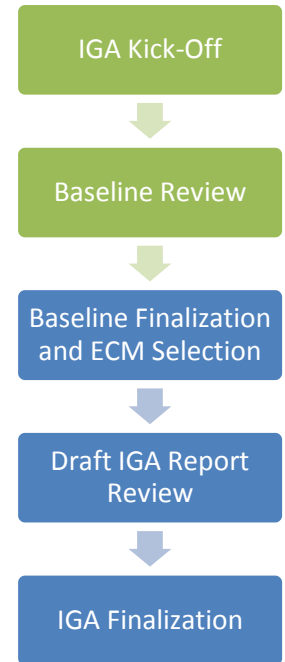 IGA Kick-Off
Baseline Review
Baseline Finalization
and ECM Selection
Draft IGA Report
Review
IGA Finalization